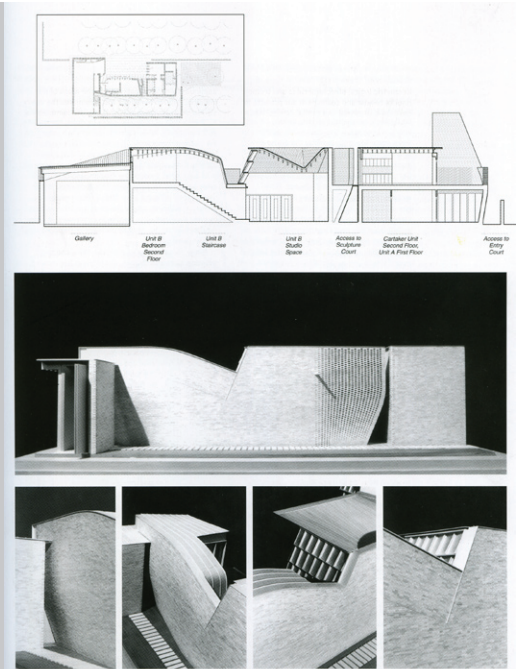 Gallery
Unit B
Bedroom
Second
Floor
Unit B
Staircase
Unit B
Studio
Space
Access to
Sculpture
Court
Cartaker Unit
Second Floor,
Unit A First Floor
Access to
Entry
Court